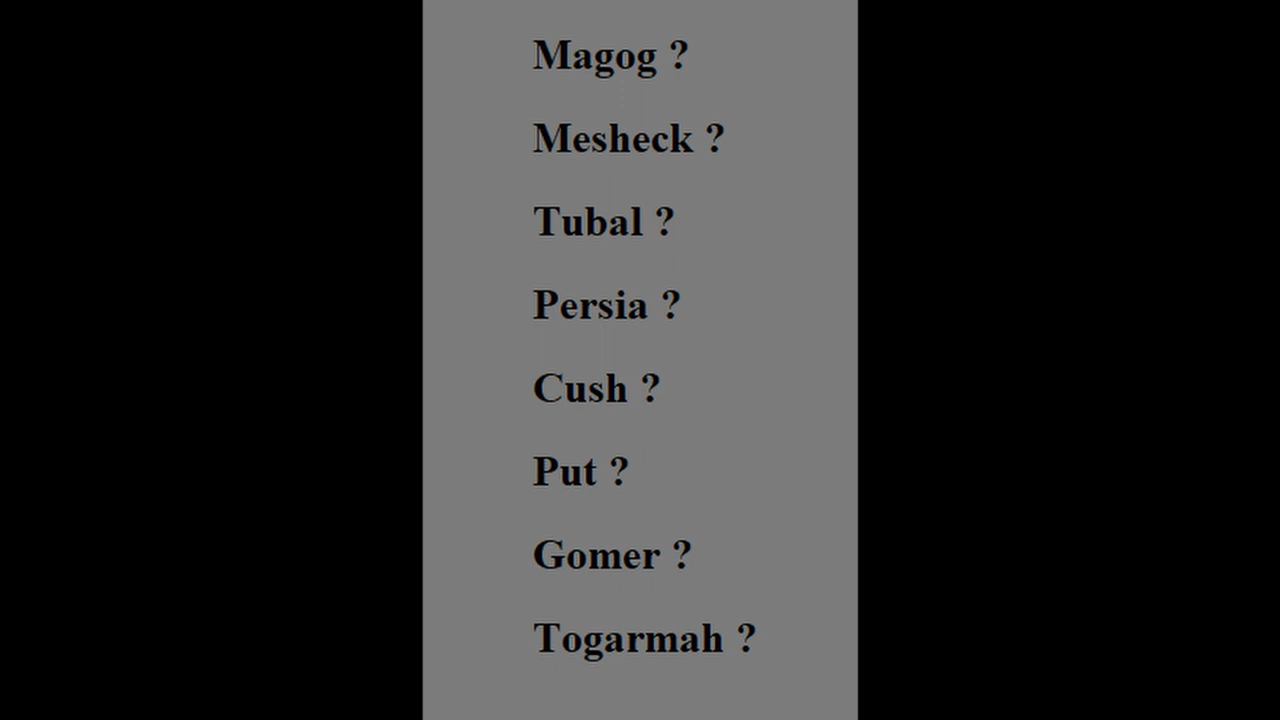 Magog ?
Mesheck ?
Tubal ?
Persia ?
Cush ?
Put ?
Gomer ?
Togarmah ?